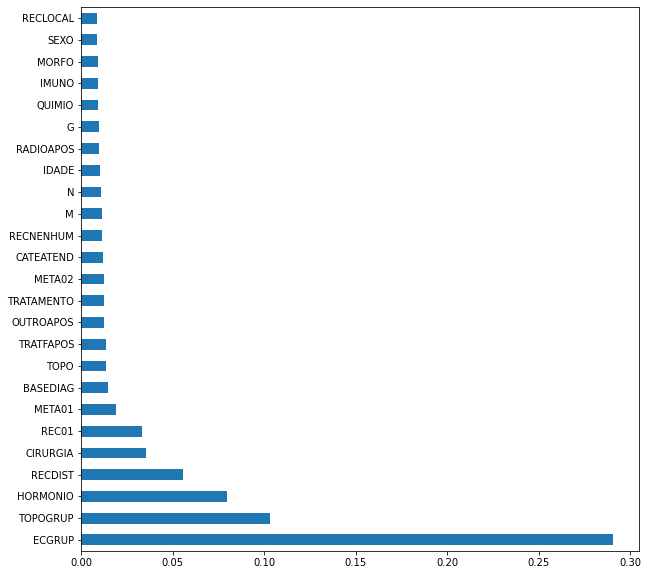 RECLOCAL
SEXO
MORFO
IMUNO
QUIMIO
G
RADIOAPOS
IDADE
N
M
RECNENHUM
CATEATEND
META02
TRATAMENTO
OUTROAPOS
TRATFAPOS
TOPO
BASEDIAG
META01
REC01
CIRURGIA
RECDIST
HORMONIO
TOPOGRUP
ECGRUP
0.00 0.05 0.10 0.15 0.20 0.25 0.30